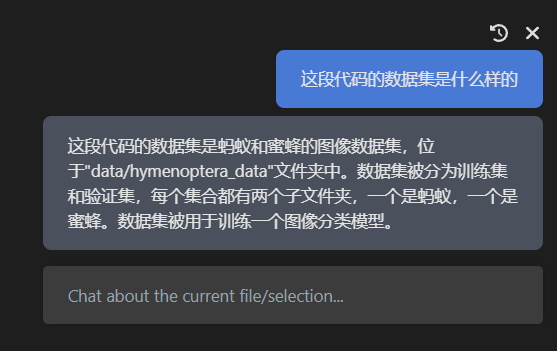 这段代码的数据集是什么样的
这段代码的数据集是蚂蚁和蜜蜂的图像数据集，位
于"data/hymenoptera_data"文件夹中。数据集被分为训练集
和验证集，每个集合都有两个子文件夹，一个是蚂蚁，一个是
蜜蜂。数据集被用于训练一个图像分类模型。
Chat about the current file/selection...